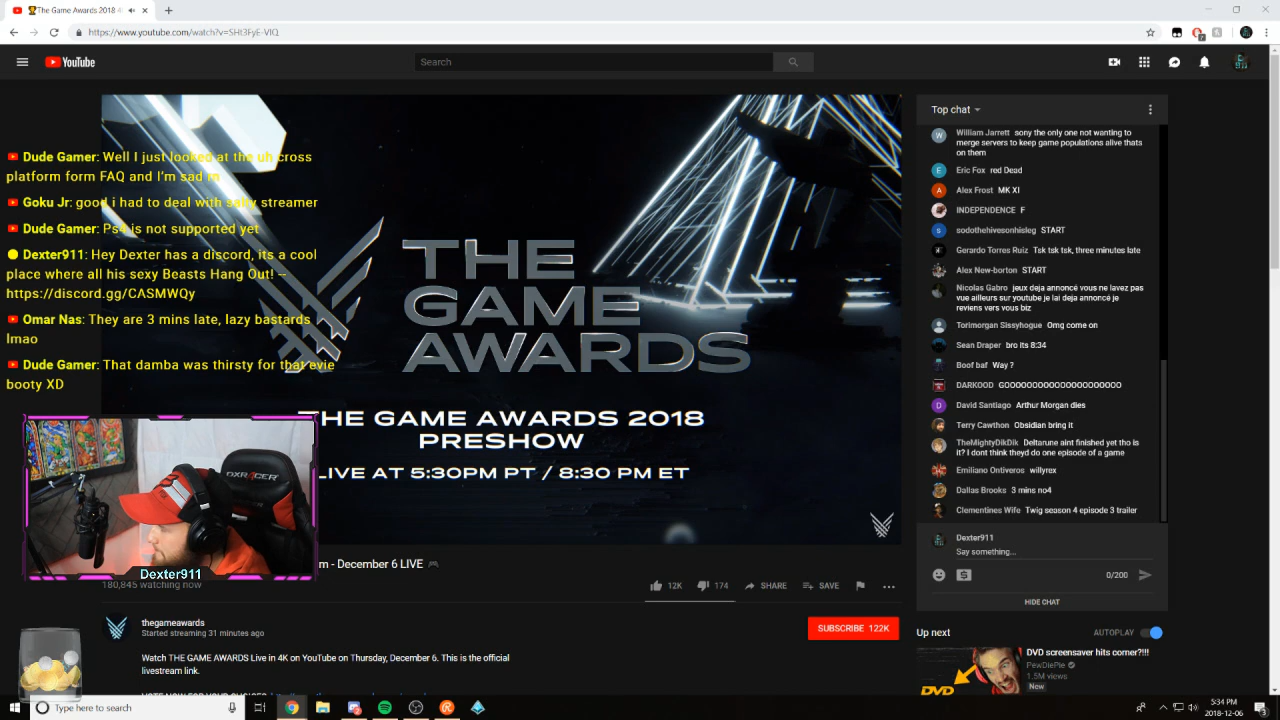 The Game Awards 2018 4
https://www.youtube.com/watch?v=SHt3FyE-VIQ
YouTube
Search
Dude Gamer: Well I just looked at the uh cross
platform form FAQ and I'm sad
Goku Jr: good i had to deal with salty streamer
Dude Gamer: Ps4 is not supported yet
Dexter911: Hey Dexter has a discord, its a cool
place where all his sexy Beasts Hang Out! --
https://discord.gg/CASMWQy
Omar Nas: They are 3 mins late, lazy bastards
lmao
Dude Gamer: That damba was thirsty for that evie
booty XD
THE
GAME
AWARDS
THE GAME AWARDS 2018
PRESHOW
LIVE AT 5:30PM PT / 8:30 PM ET
DXRACER
Dexter911
m - December 6 LIVE
180,845 watching now
12K
174
SHARE
SAVE
thegameawards
Started streaming 31 minutes ago
SUBSCRIBE 122K
Watch THE GAME AWARDS Live in 4K on YouTube on Thursday, December 6. This is the official
livestream link.
Top chat
William Jarrett sony the only one not wanting to
merge servers to keep game populations alive thats
on them
Eric Fox red Dead
Alex Frost MK XI
INDEPENDENCE F
sodothehivesonhisleg START
Gerardo Torres Ruiz Tsk tsk tsk, three minutes late
Alex New-borton START
Nicolas Gabro jeux deja annoncé vous ne lavez pas
vue ailleurs sur youtube je lai deja annoncé je
reviens vers vous biz
Torimorgan Sissyhogue Omg come on
Sean Draper bro its 8:34
Boof baf Way ?
DARKOOD GOOOOOOOOOOOOOOOOOOOO
David Santiago Arthur Morgan dies
Terry Cawthon Obsidian bring it
TheMightyDikDik Deltarune aint finished yet tho is
it? I dont think theyd do one episode of a game
Emiliano Ontiveros willyrex
Dallas Brooks 3 mins no4
Clementines Wife Twig season 4 episode 3 trailer
Dexter911
Say something...
0/200
HIDE CHAT
Up next
AUTOPLAY
DVD
DVD screensaver hits corner?!!!
PewDiePie
1.5M views
New
Type here to search
5:34 PM
2018-12-06
3